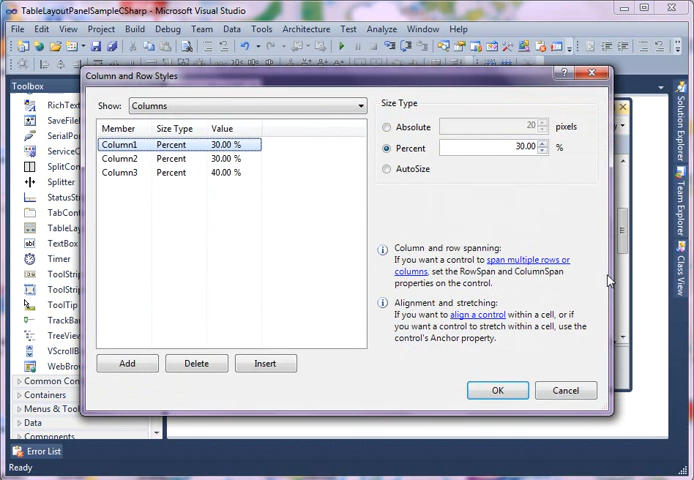 TableLayoutPanelSampleCSharp - Microsoft Visual Studio
File Edit View Project Build Debug Team Data Tools Architecture Test Analyze Window Help
Toolbox
Column and Row Styles
RichText
SaveFile
SerialPor
ServiceC
SplitCon
Splitter
StatusStr
TabCont
TableLay
TextBox
Timer
ToolStrip
ToolStrip
ToolTip
TrackBar
TreeView
VScrollB
WebBrow
Common Con
Containers
Menus & Tool
Data
Components
Show: Columns
Member Size Type Value
Column1 Percent 30.00 %
Column2 Percent 30.00 %
Column3 Percent 40.00 %
Add Delete Insert
Size Type
Absolute 20 pixels
Percent 30.00 %
AutoSize
Column and row spanning:
If you want a control to span multiple rows or
columns, set the RowSpan and ColumnSpan
properties on the control.
Alignment and stretching:
If you want to align a control within a cell, or if
you want a control to stretch within a cell, use the
control's Anchor property.
OK Cancel
Solution Explorer
Team Explorer
Class View
Error List
Ready